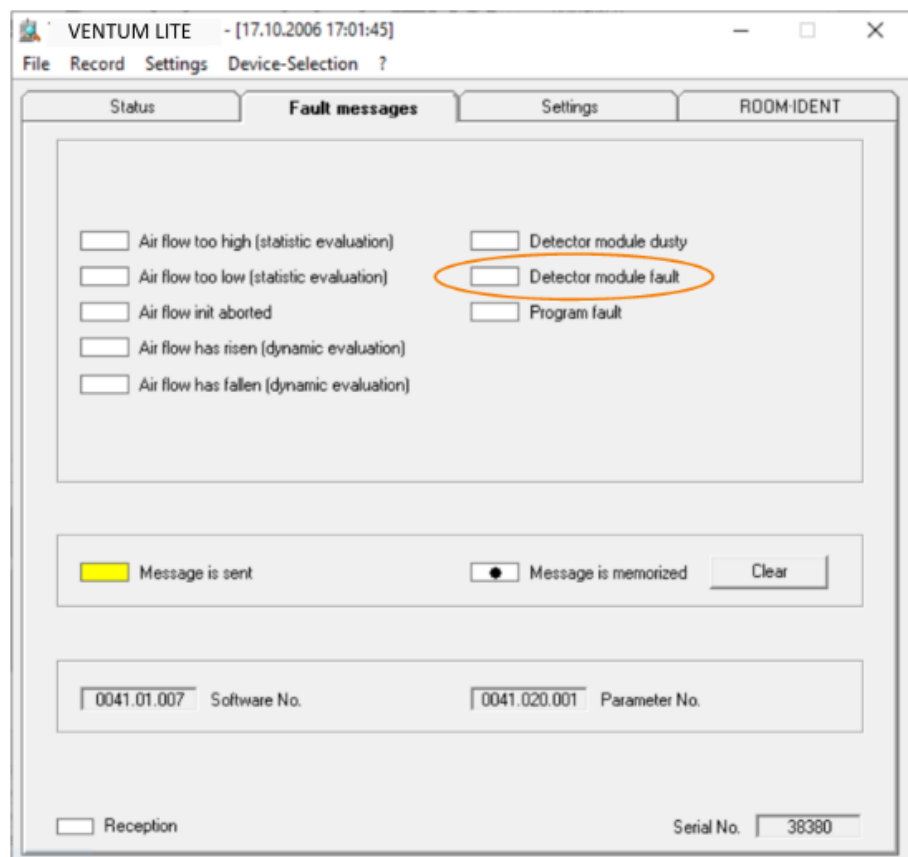 VENTUM LITE - [17.10.2006 17:01:45]
File Record Settings Device-Selection ?
Status Fault messages Settings ROOM-IDENT
Air flow too high (statistic evaluation) Detector module dusty
Air flow too low (statistic evaluation) Detector module fault
Air flow init aborted Program fault
Air flow has risen (dynamic evaluation)
Air flow has fallen (dynamic evaluation)
Message is sent Message is memorized Clear
0041.01.007 Software No. 0041.020.001 Parameter No.
Reception Serial No. 38380